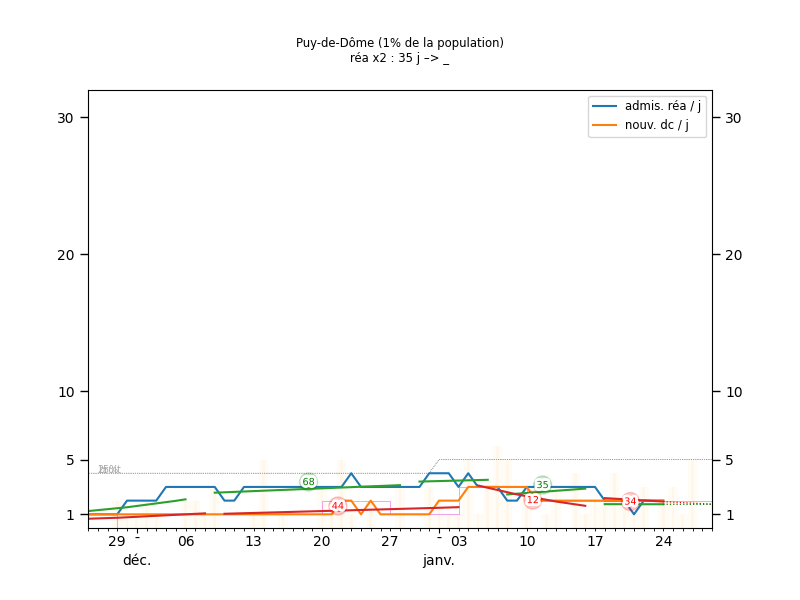 Puy-de-Dôme (1% de la population)
réa x2 : 35 j –> _
admis. réa / j
nouv. dc / j
30
30
20
20
10
10
5
5
1
1
68
44
35
12
34
29 - 06 13 20 27 - 03 10 17 24
déc. janv.